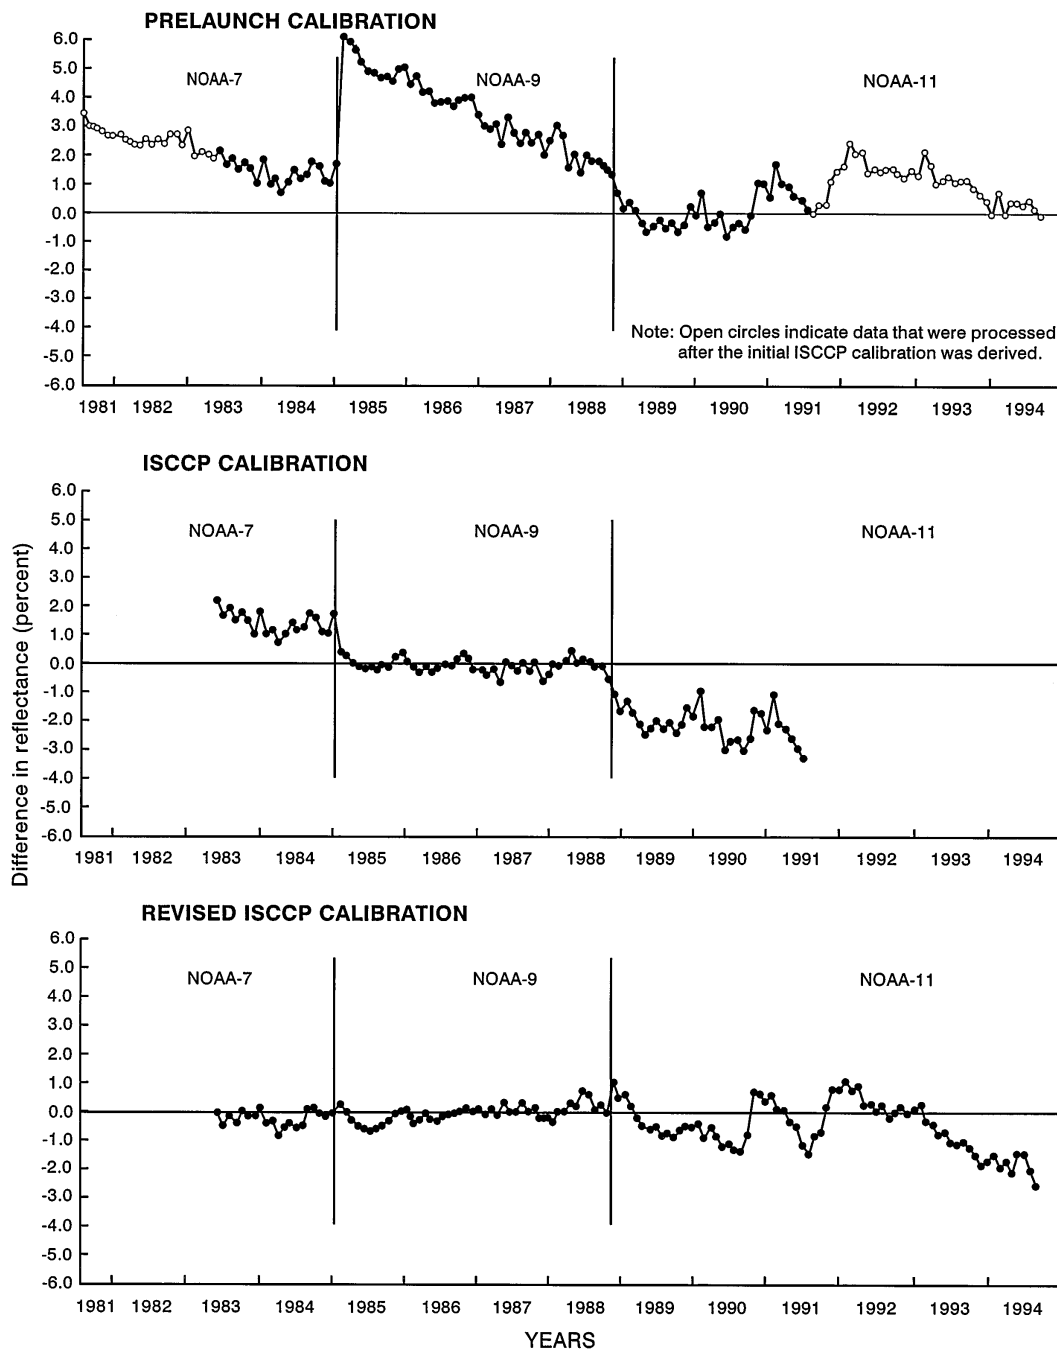 PRELAUNCH CALIBRATION
6.0
5.0
4.0
3.0
2.0
1.0
0.0
-1.0
-2.0
-3.0
-4.0
-5.0
-6.0
NOAA-7
NOAA-9
NOAA-11
Note: Open circles indicate data that were processed
after the initial ISCCP calibration was derived.
1981 1982 1983 1984 1985 1986 1987 1988 1989 1990 1991 1992 1993 1994
ISCCP CALIBRATION
6.0
5.0
4.0
3.0
2.0
1.0
0.0
-1.0
-2.0
-3.0
-4.0
-5.0
-6.0
NOAA-7
NOAA-9
NOAA-11
1981 1982 1983 1984 1985 1986 1987 1988 1989 1990 1991 1992 1993 1994
Difference in reflectance (percent)
REVISED ISCCP CALIBRATION
6.0
5.0
4.0
3.0
2.0
1.0
0.0
-1.0
-2.0
-3.0
-4.0
-5.0
-6.0
NOAA-7
NOAA-9
NOAA-11
1981 1982 1983 1984 1985 1986 1987 1988 1989 1990 1991 1992 1993 1994
YEARS